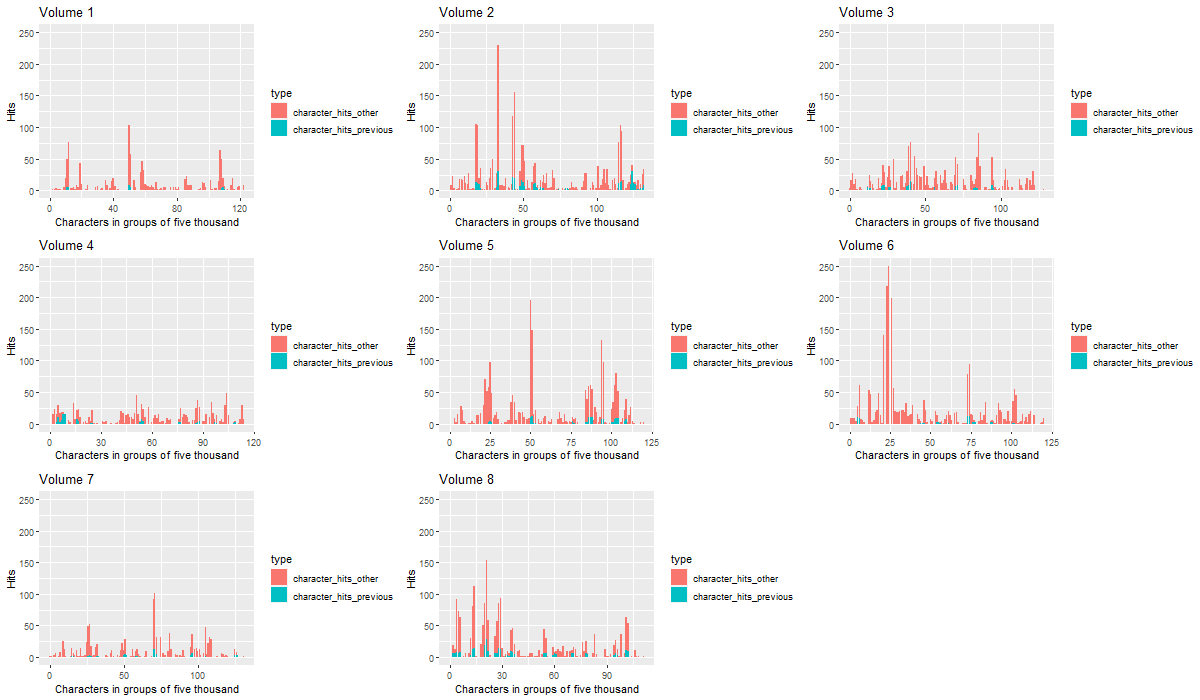 Volume 1
250
200
150
100
50
0
Hits
0 40 80 120
Characters in groups of five thousand
type
character_hits_other
character_hits_previous
Volume 2
250
200
150
100
50
0
Hits
0 50 100
Characters in groups of five thousand
type
character_hits_other
character_hits_previous
Volume 3
250
200
150
100
50
0
Hits
0 50 100
Characters in groups of five thousand
type
character_hits_other
character_hits_previous
Volume 4
250
200
150
100
50
0
Hits
0 30 60 90 120
Characters in groups of five thousand
type
character_hits_other
character_hits_previous
Volume 5
250
200
150
100
50
0
Hits
0 25 50 75 100 125
Characters in groups of five thousand
type
character_hits_other
character_hits_previous
Volume 6
250
200
150
100
50
0
Hits
0 25 50 75 100 125
Characters in groups of five thousand
type
character_hits_other
character_hits_previous
Volume 7
250
200
150
100
50
0
Hits
0 50 100
Characters in groups of five thousand
type
character_hits_other
character_hits_previous
Volume 8
250
200
150
100
50
0
Hits
0 30 60 90
Characters in groups of five thousand
type
character_hits_other
character_hits_previous